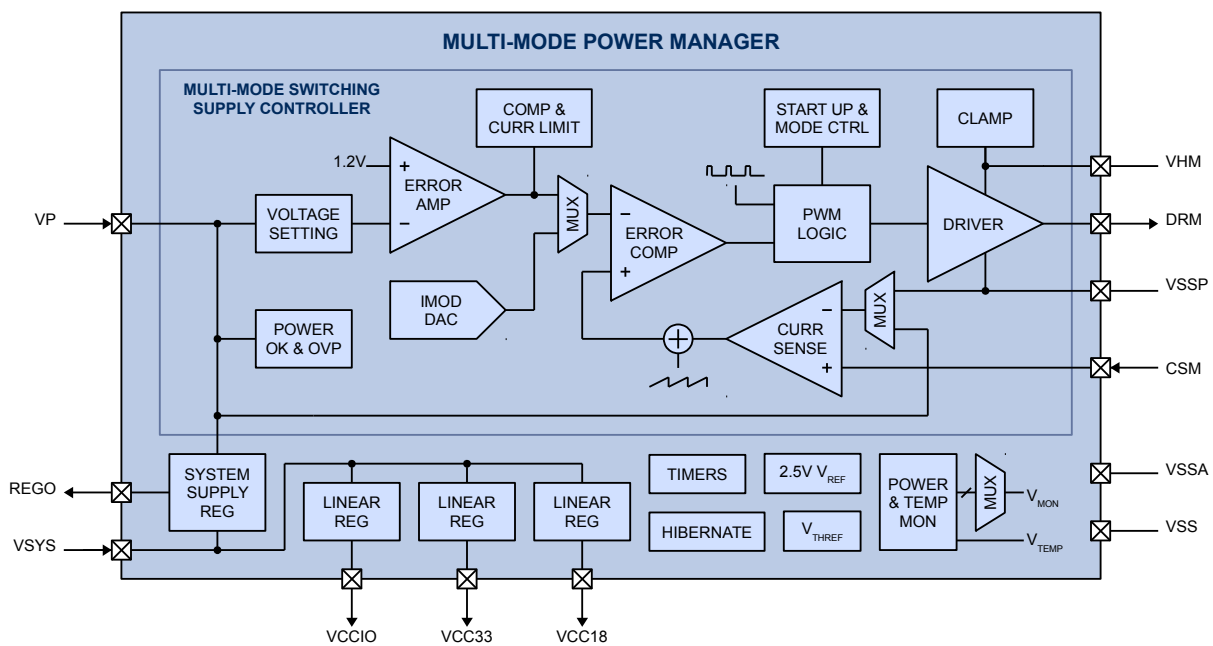 MULTI-MODE POWER MANAGER
MULTI-MODE SWITCHING
SUPPLY CONTROLLER
COMP &
CURR LIMIT
START UP &
MODE CTRL
CLAMP
1.2V
+
ERROR
AMP
−
VP
VOLTAGE
SETTING
MUX
−
ERROR
COMP
+
PWM
LOGIC
DRIVER
VHM
DRM
VSSP
CSM
IMOD
DAC
POWER
OK & OVP
+
CURR
SENSE
−
+
MUX
REGO
SYSTEM
SUPPLY
REG
VSYS
LINEAR
REG
LINEAR
REG
LINEAR
REG
TIMERS
2.5V VREF
HIBERNATE
VTHREF
POWER
& TEMP
MON
MUX
VMON
VTEMP
VSSA
VSS
VCCIO
VCC33
VCC18